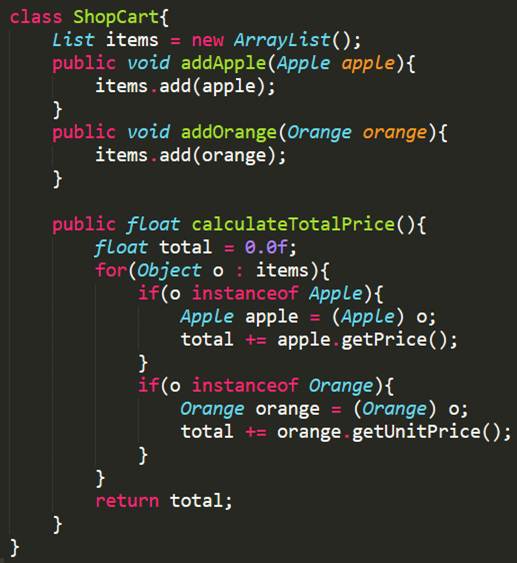 class ShopCart{
    List items = new ArrayList();
    public void addApple(Apple apple){
        items.add(apple);
    }
    public void addOrange(Orange orange){
        items.add(orange);
    }

    public float calculateTotalPrice(){
        float total = 0.0f;
        for(Object o : items){
            if(o instanceof Apple){
                Apple apple = (Apple) o;
                total += apple.getPrice();
            }
            if(o instanceof Orange){
                Orange orange = (Orange) o;
                total += orange.getUnitPrice();
            }
        }
        return total;
    }
}